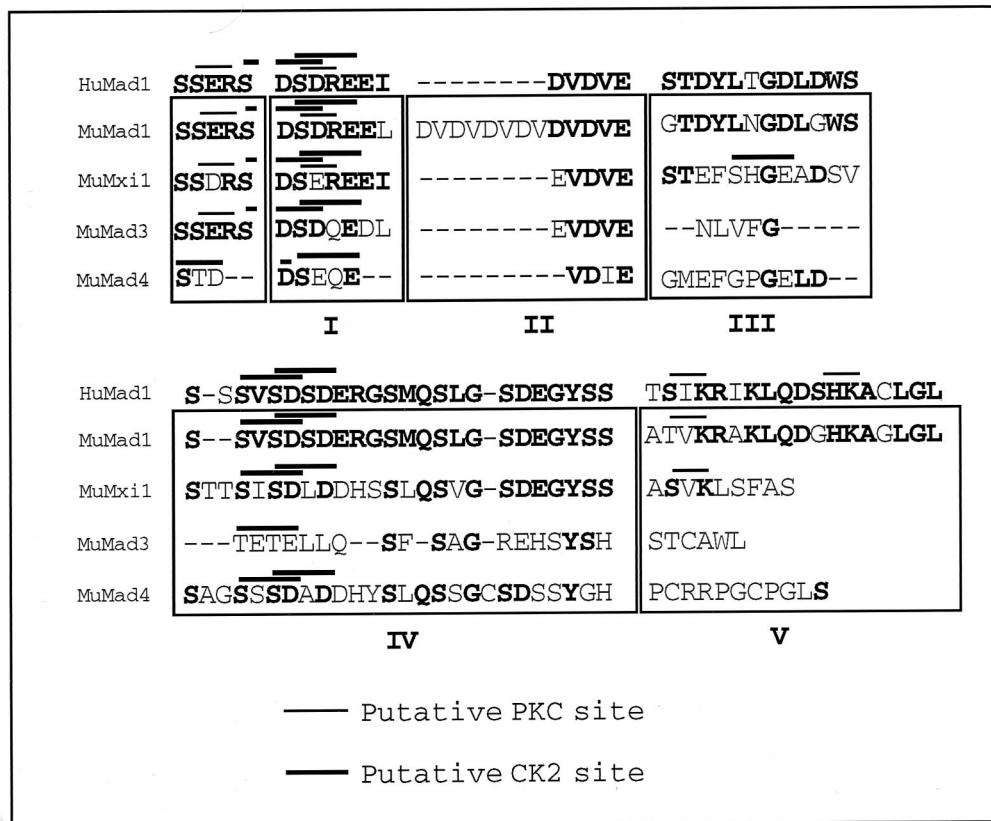 HuMad1 SSERS DSDREEI --------DVDVE STDYLTGDLDWS
MuMad1 SSERS DSDREEL DVDVDVDVDVDVE GTDYLNGDLGWS
MuMxi1 SSDRS DSEREEI --------EVDVE STEFSHGEADSV
MuMad3 SSERS DSDQEDL --------EVDVE --NLVFG-----
MuMad4 STD-- DSEQE-- ---------VDIE GMEFGPGELD--
I II III
HuMad1 S-SSVSDSDERGSMQSLG-SDEGYSS TSIKRIKLQDSHKACLGL
MuMad1 S--SVSDSDERGSMQSLG-SDEGYSS ATVKRAKLQDGHKAGLGL
MuMxi1 STTSISDLDDHSSLQSVG-SDEGYSS ASVKLSFAS
MuMad3 ---TETELLQ--SF-SAG-REHSYSH STCAWL
MuMad4 SAGSSSDADDHYSLQSSGCSDSSYGH PCRRPGCPGLS
IV V
Putative PKC site
Putative CK2 site